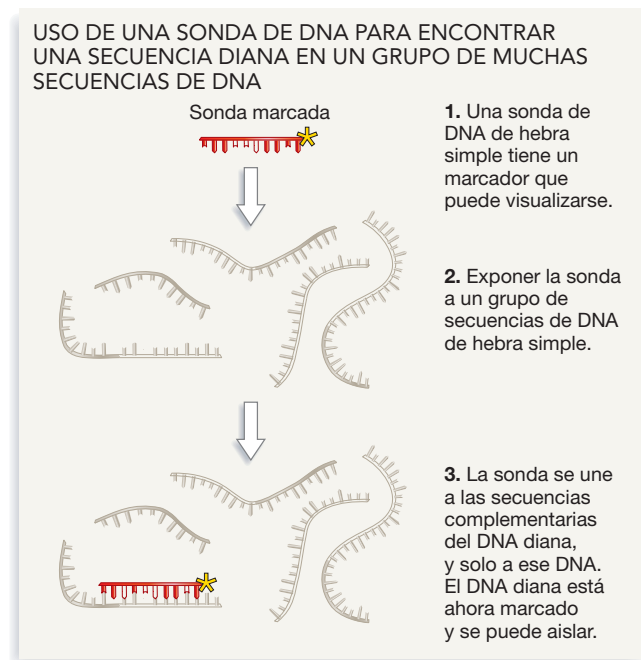 USO DE UNA SONDA DE DNA PARA ENCONTRAR
UNA SECUENCIA DIANA EN UN GRUPO DE MUCHAS
SECUENCIAS DE DNA
Sonda marcada
1. Una sonda de
DNA de hebra
simple tiene un
marcador que
puede visualizarse.
2. Exponer la sonda
a un grupo de
secuencias de DNA
de hebra simple.
3. La sonda se une
a las secuencias
complementarias
del DNA diana,
y solo a ese DNA.
El DNA diana está
ahora marcado
y se puede aislar.